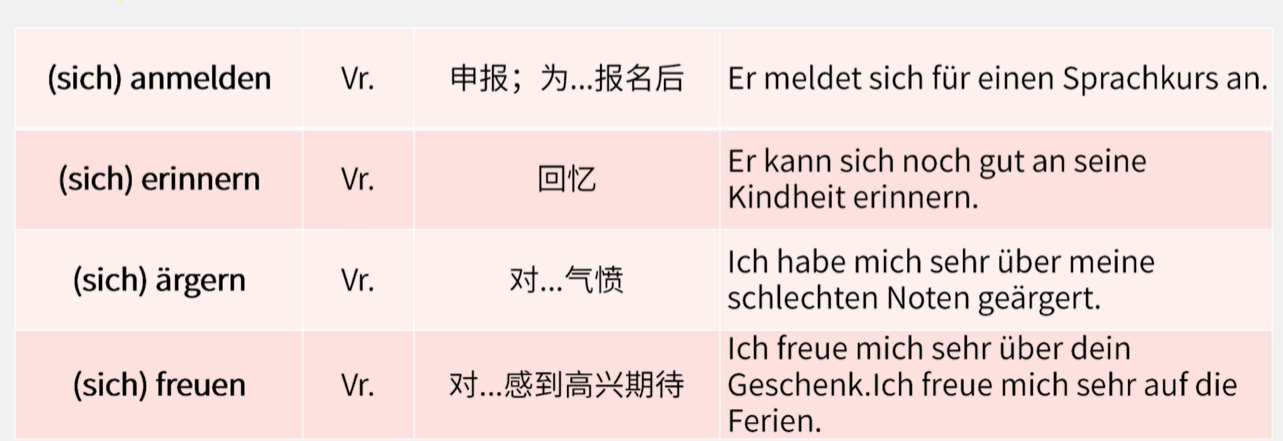 (sich) anmelden Vr. 申报；为...报名后 Er meldet sich für einen Sprachkurs an.
(sich) erinnern Vr. 回忆 Er kann sich noch gut an seine
Kindheit erinnern.
(sich) ärgern Vr. 对...气愤 Ich habe mich sehr über meine
schlechten Noten geärgert.
(sich) freuen Vr. 对...感到高兴期待 Ich freue mich sehr über dein
Geschenk.Ich freue mich sehr auf die
Ferien.